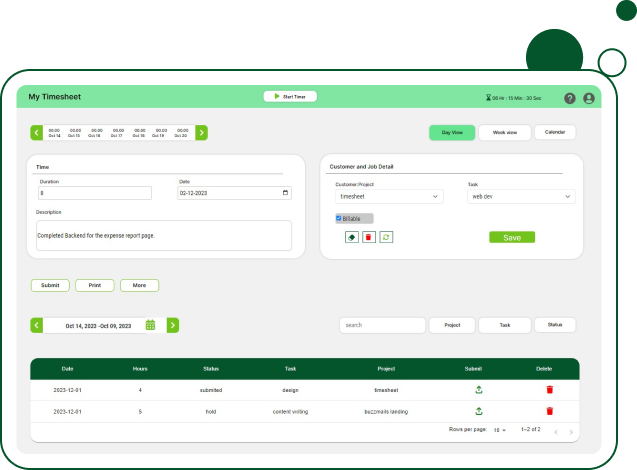 My Timesheet
Start Timer
06 Hr : 15 Min : 30 Sec
00.00 00.00 00.00 00.00 00.00 00.00 00.00
Oct 14 Oct 15 Oct 16 Oct 17 Oct 18 Oct 19 Oct 20
Day View Week view Calendar
Time
Duration Date
8 02-12-2023
Description
Completed Backend for the expense report page.
Customer and Job Detail
Customer:Project Task
timesheet web dev
Billable
Save
Submit Print More
Oct 14, 2023 -Oct 09, 2023
search Project Task Status
Date Hours Status Task Project Submit Delete
2023-12-01 4 submited design timesheet
2023-12-01 5 hold content writing buzzmails landing
Rows per page: 10 1–2 of 2